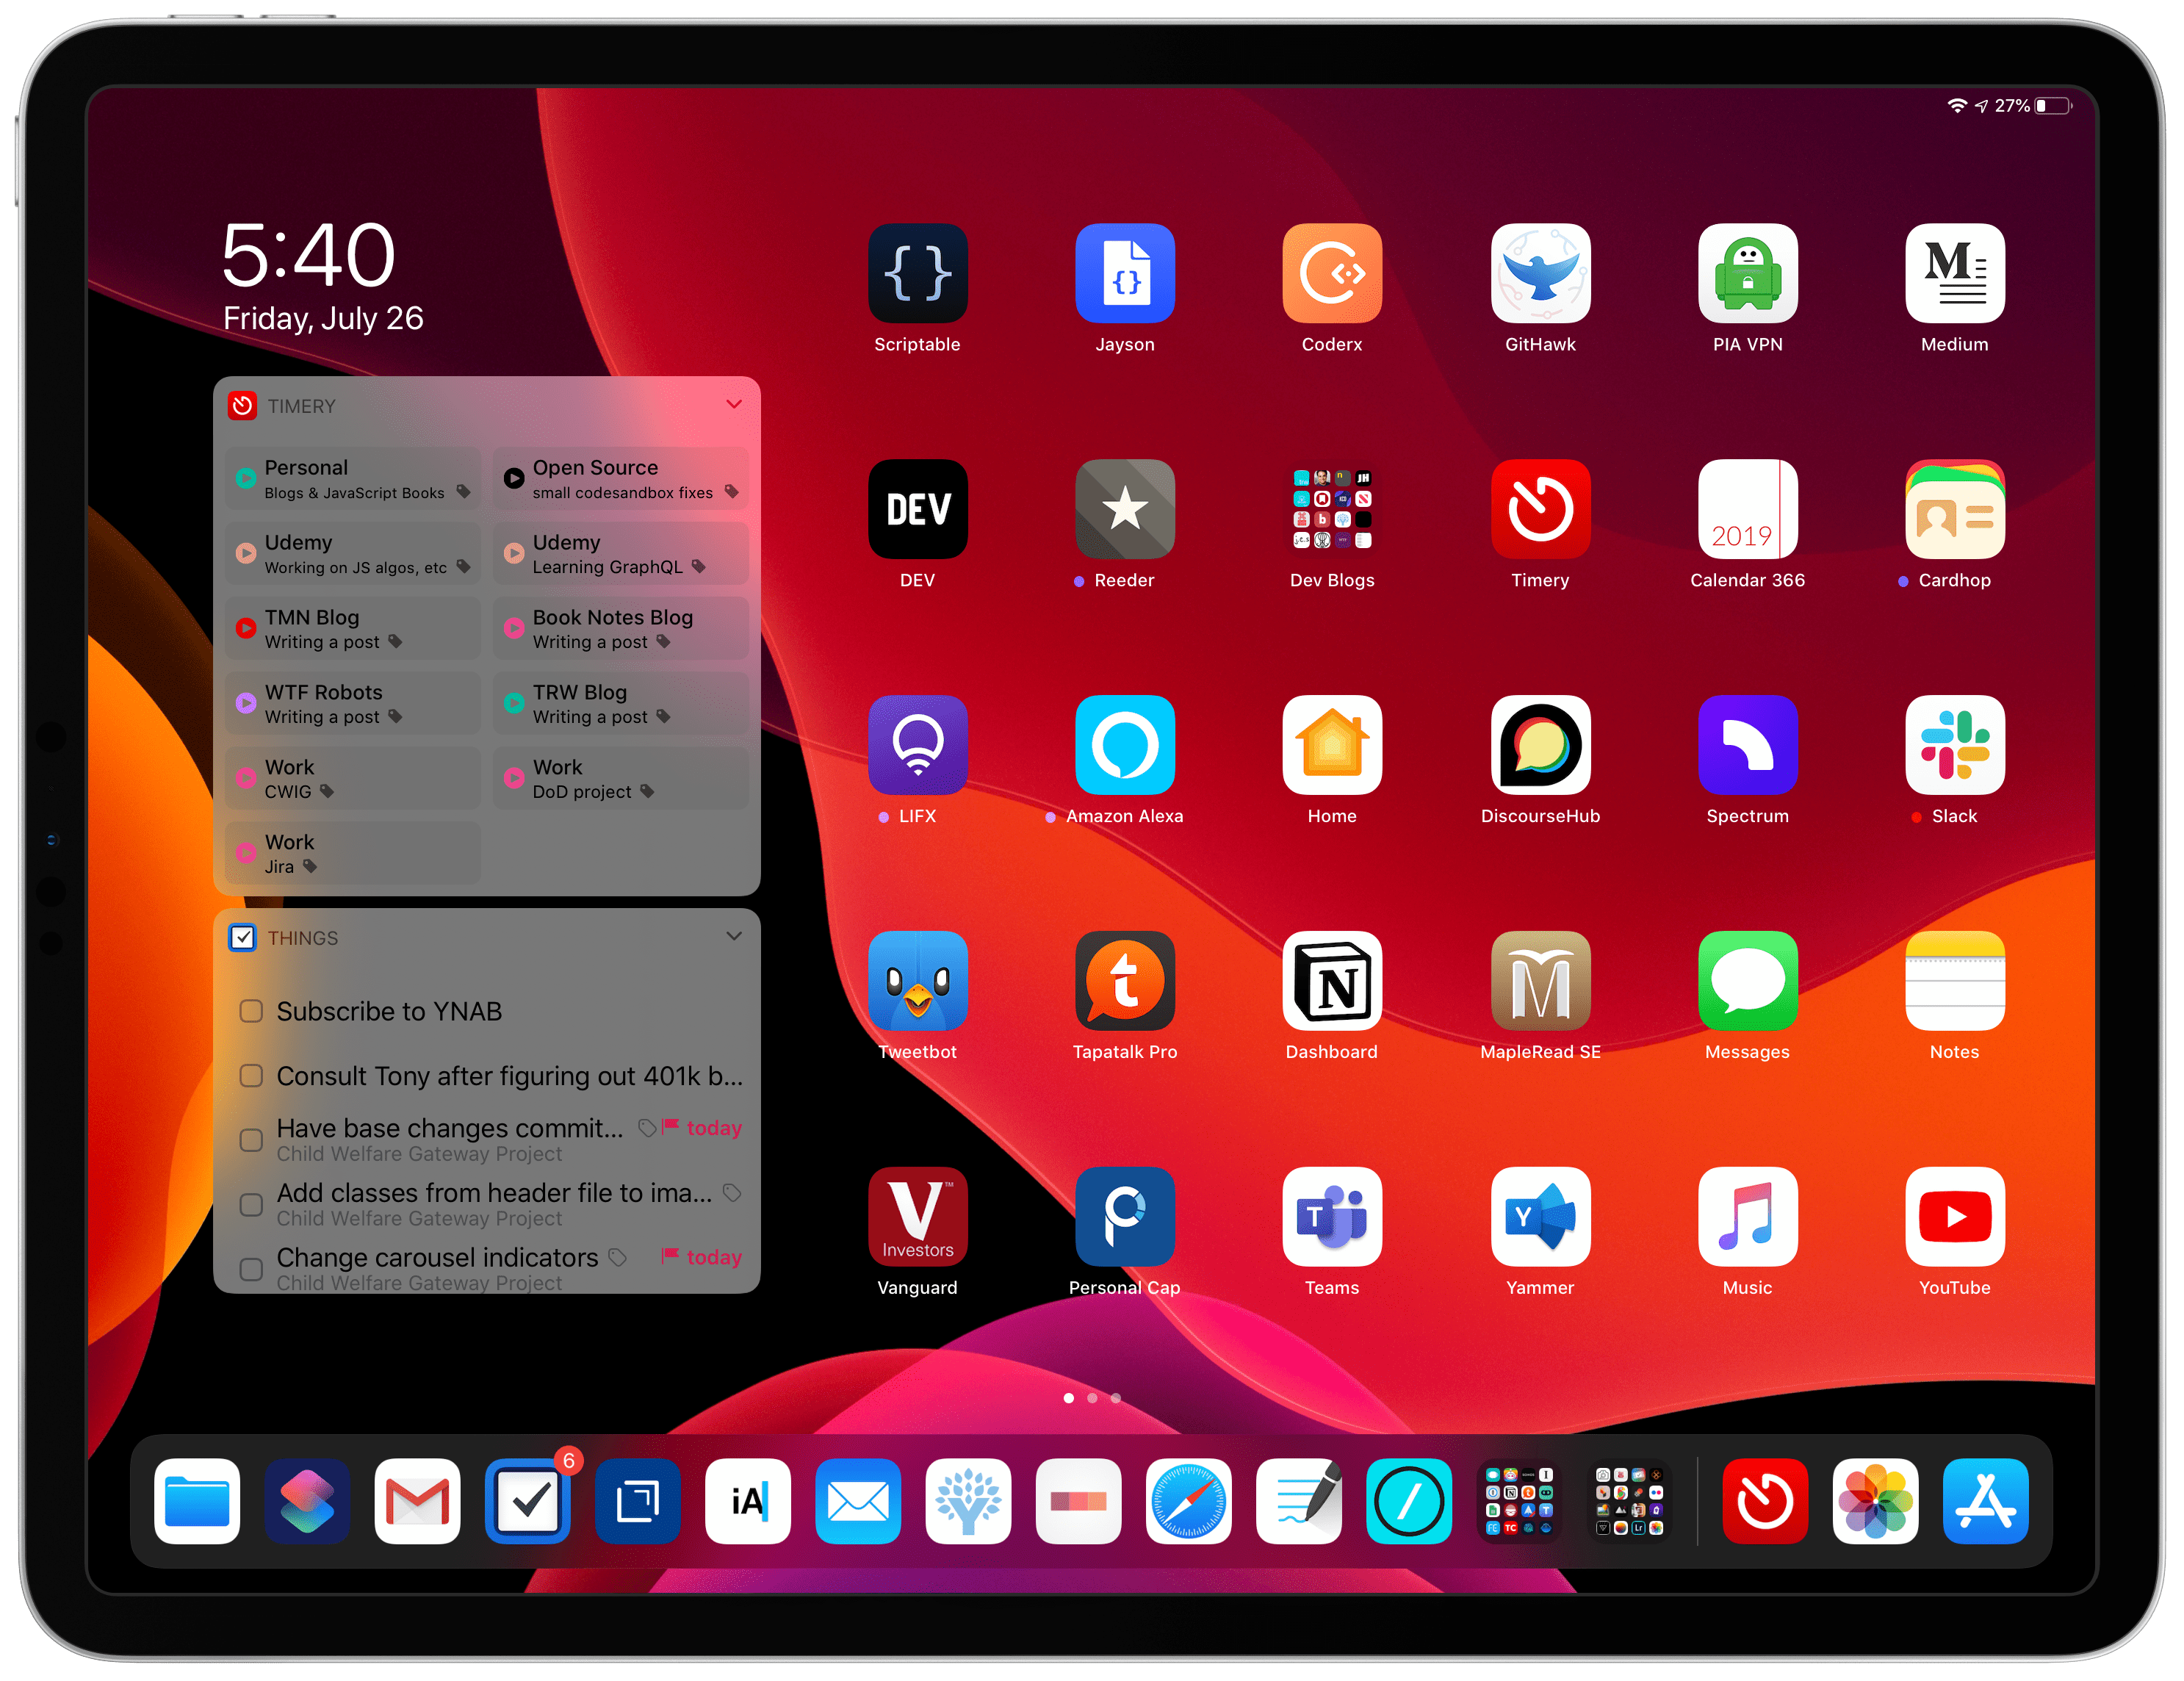 27%
5:40
Friday, July 26
TIMERY
Personal
Blogs & JavaScript Books
Open Source
small codesandbox fixes
Udemy
Working on JS algos, etc
Udemy
Learning GraphQL
TMN Blog
Writing a post
Book Notes Blog
Writing a post
WTF Robots
Writing a post
TRW Blog
Writing a post
Work
CWIG
Work
DoD project
Work
Jira
THINGS
Subscribe to YNAB
Consult Tony after figuring out 401k b...
Have base changes commit... today
Child Welfare Gateway Project
Add classes from header file to ima...
Child Welfare Gateway Project
Change carousel indicators today
Child Welfare Gateway Project
Scriptable
Jayson
Coderx
GitHawk
PIA VPN
M
Medium
DEV
DEV
Reeder
JH
b
Dev Blogs
Timery
2019
Calendar 366
Cardhop
LIFX
Amazon Alexa
Home
DiscourseHub
Spectrum
Slack
Tweetbot
t
Tapatalk Pro
N
Dashboard
M
MapleRead SE
Messages
Notes
V™
Investors
Vanguard
P
Personal Cap
T
Teams
Y
Yammer
Music
YouTube
6
iA
Y
TC
Lr